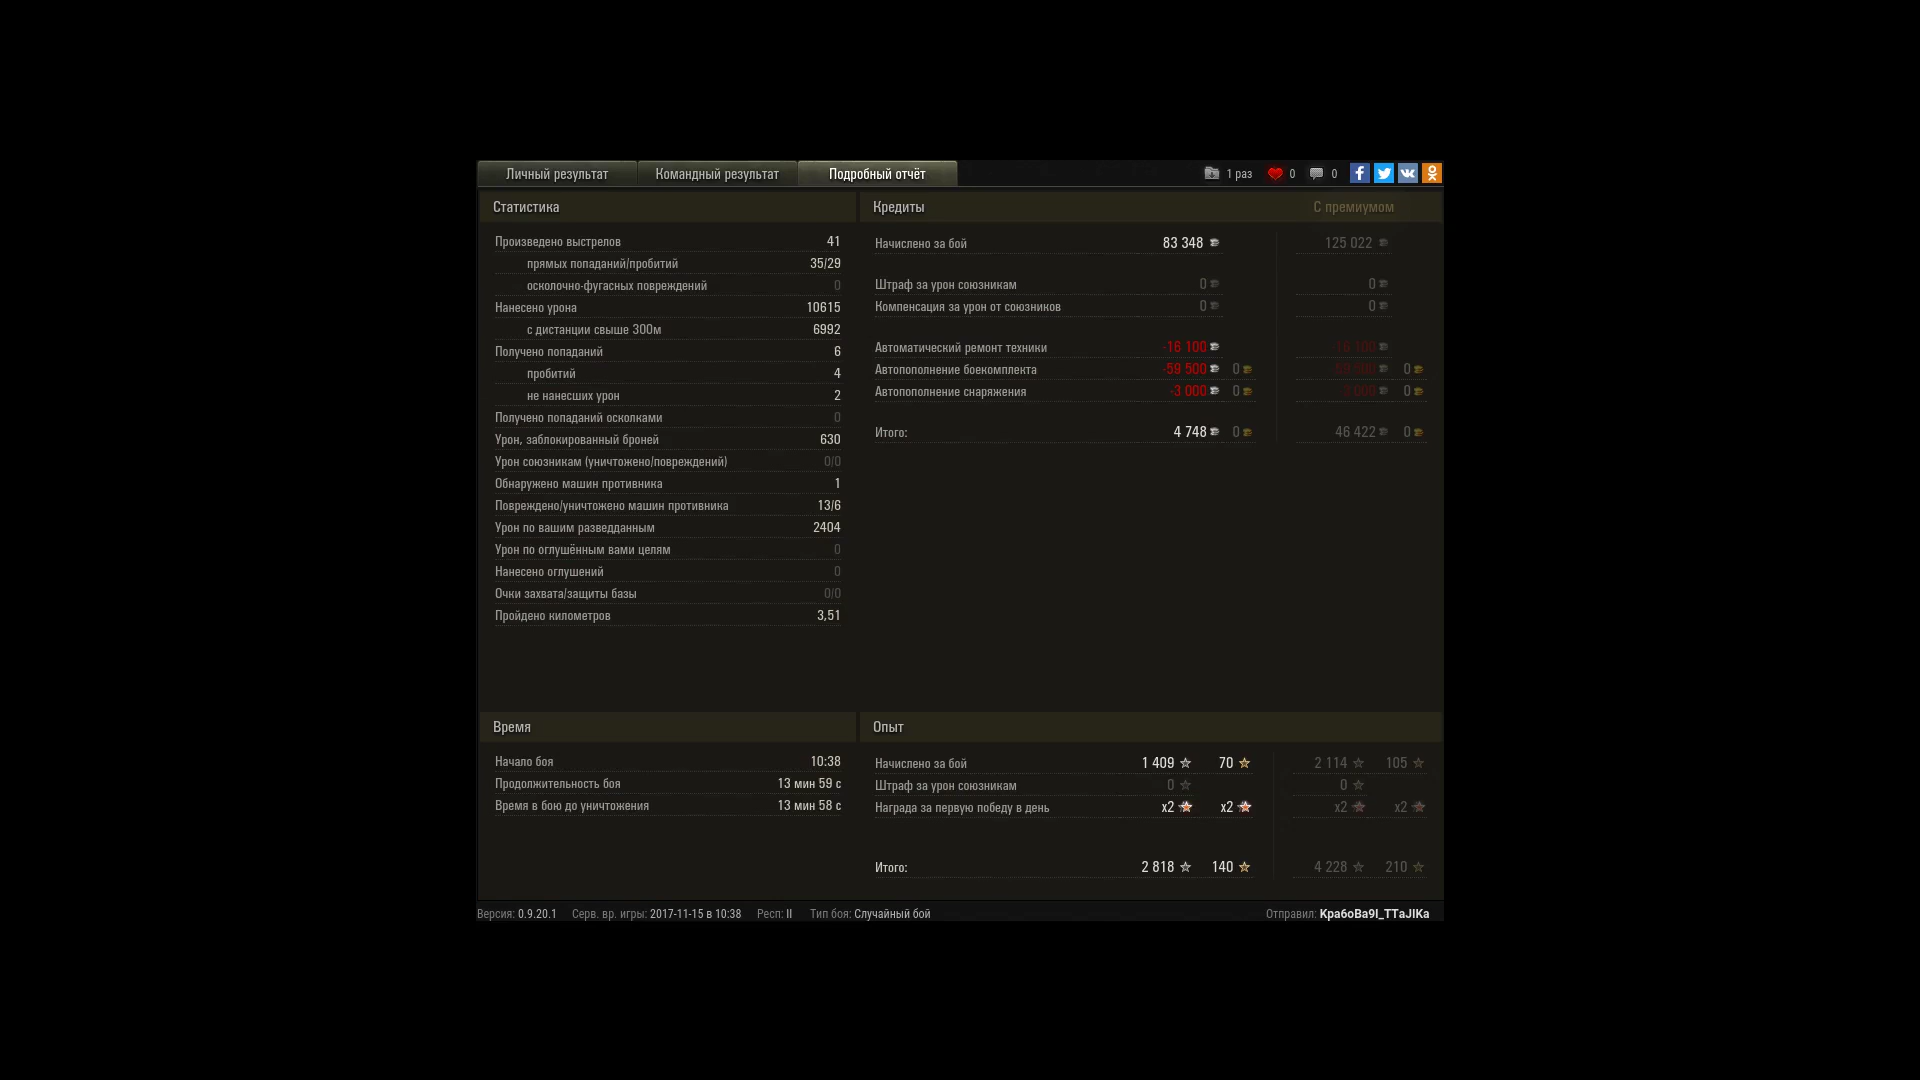 Личный результат Командный результат Подробный отчёт 1 раз 0 0
Статистика
Произведено выстрелов 41
прямых попаданий/пробитий 35/29
осколочно-фугасных повреждений 0
Нанесено урона 10615
с дистанции свыше 300м 6992
Получено попаданий 6
пробитий 4
не нанесших урон 2
Получено попаданий осколками 0
Урон, заблокированный броней 630
Урон союзникам (уничтожено/повреждений) 0/0
Обнаружено машин противника 1
Повреждено/уничтожено машин противника 13/6
Урон по вашим разведданным 2404
Урон по оглушённым вами целям 0
Нанесено оглушений 0
Очки захвата/защиты базы 0/0
Пройдено километров 3,51
Кредиты С премиумом
Начислено за бой 83 348 125 022
Штраф за урон союзникам 0 0
Компенсация за урон от союзников 0 0
Автоматический ремонт техники -16 100 -16 100
Автопополнение боекомплекта -59 500 0 -59 500 0
Автопополнение снаряжения -3 000 0 -3 000 0
Итого: 4 748 0 46 422 0
Время
Начало боя 10:38
Продолжительность боя 13 мин 59 с
Время в бою до уничтожения 13 мин 58 с
Опыт
Начислено за бой 1 409 70 2 114 105
Штраф за урон союзникам 0 0
Награда за первую победу в день x2 x2 x2 x2
Итого: 2 818 140 4 228 210
Версия: 0.9.20.1 Серв. вр. игры: 2017-11-15 в 10:38 Респ: II Тип боя: Случайный бой Отправил: Kpa6oBa9I_TTaJIKa